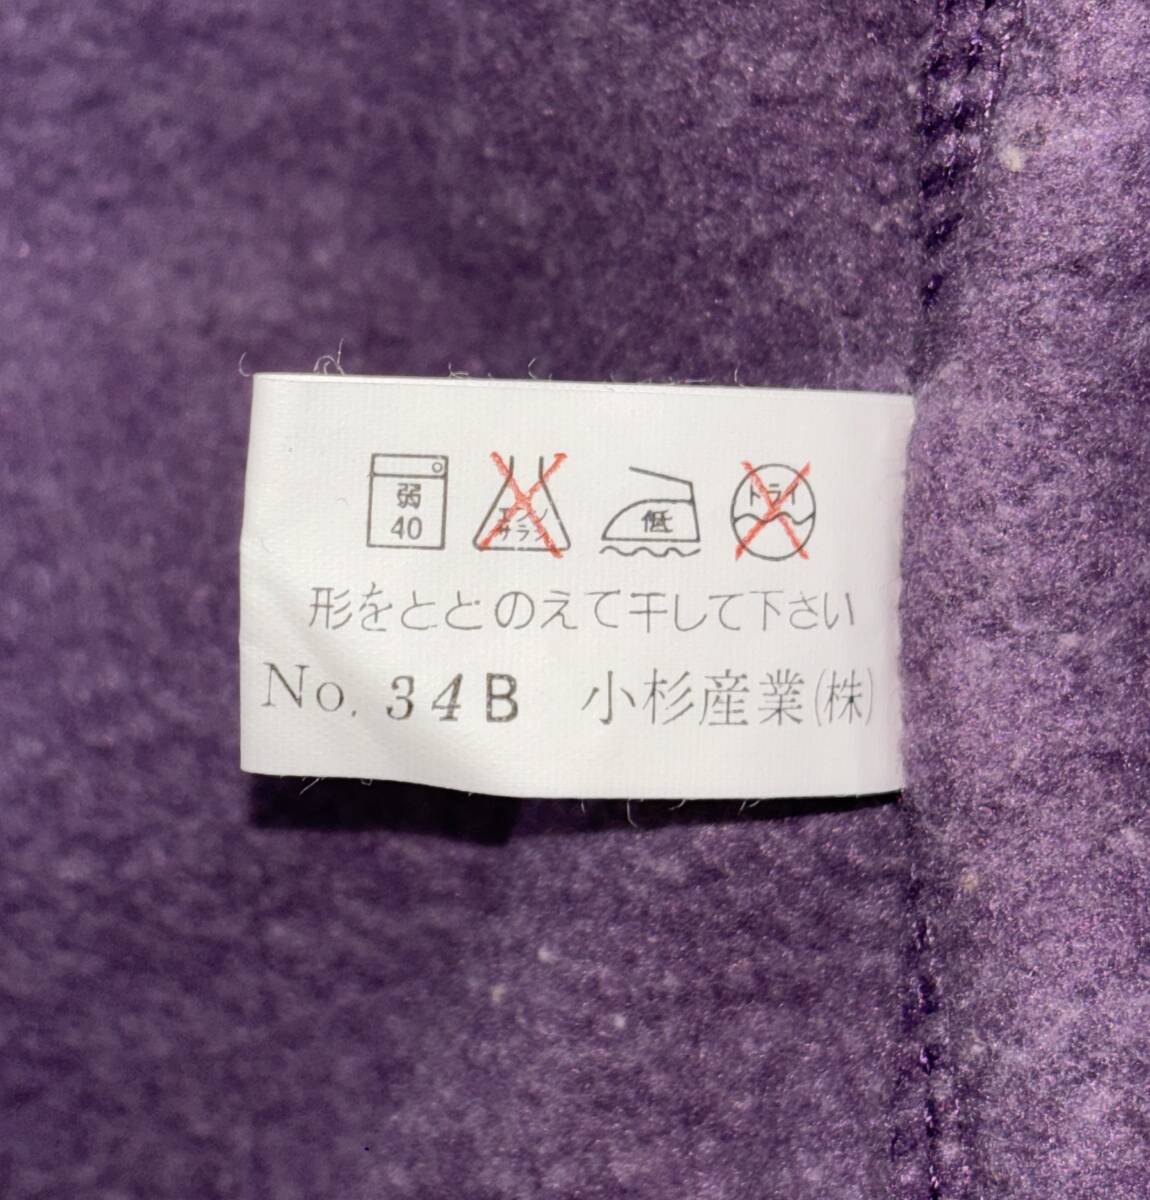 弱 エンソ 低 ドライ
40 サラシ
形をととのえて干して下さい
No. 34B 小杉産業(株)